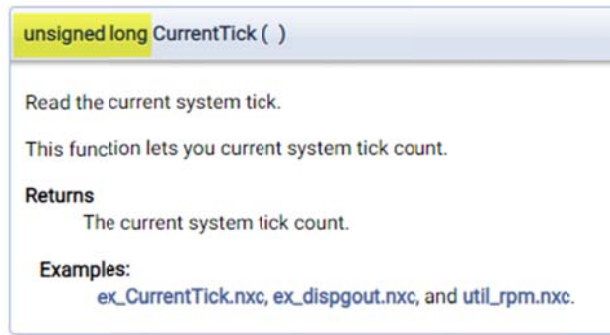 unsigned long CurrentTick ( )
Read the current system tick.
This function lets you current system tick count.
Returns
The current system tick count.
Examples:
ex_CurrentTick.nxc, ex_dispgout.nxc, and util_rpm.nxc.